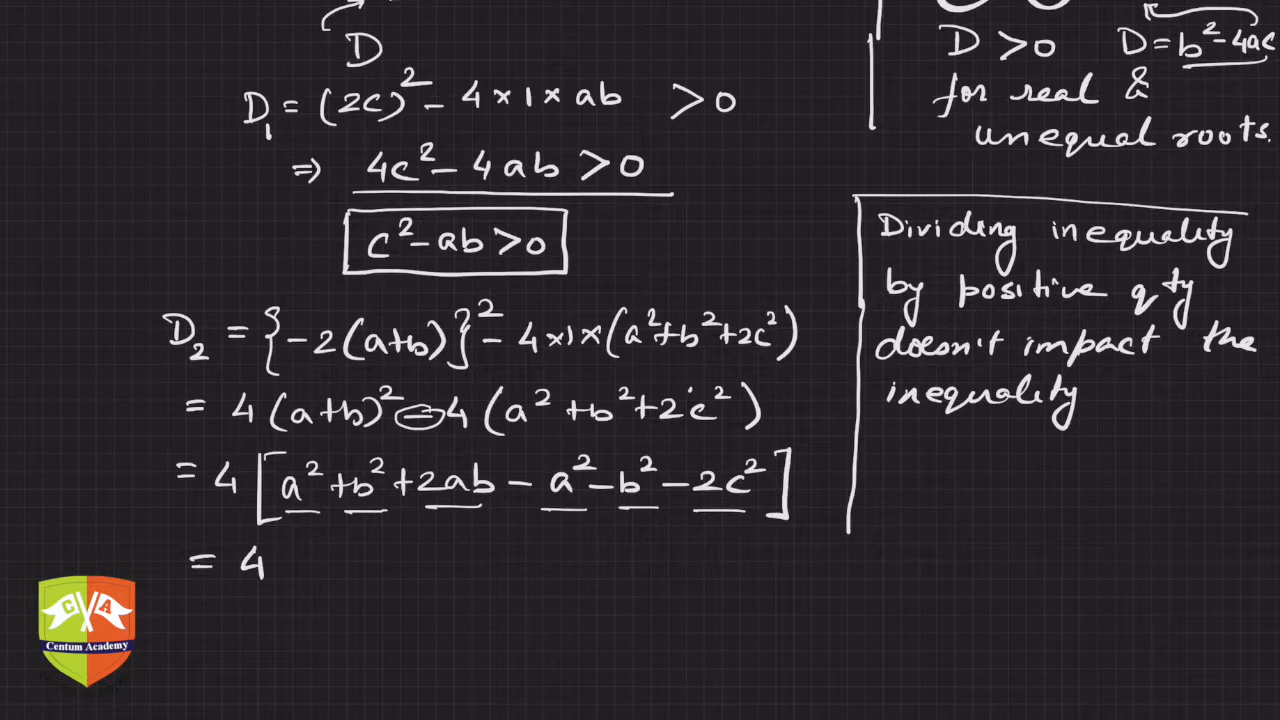 D
D₁ = (2c)² - 4 × 1 × ab > 0
⇒ 4c² - 4ab > 0
c² - ab > 0
D₂ = {-2(a+b)}² - 4 × 1 × (a² + b² + 2c²)
= 4(a+b)² - 4(a² + b² + 2c²)
= 4[a² + b² + 2ab - a² - b² - 2c²]
= 4
D > 0 D = b² - 4ac
for real &
unequal roots.
Dividing inequality
by positive qty
doesn't impact the
inequality
C A
Centum Academy